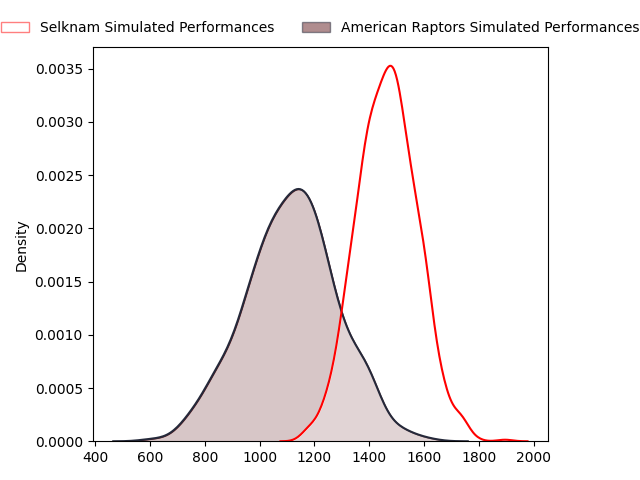 Selknam Simulated Performances
American Raptors Simulated Performances
Density
0.0035
0.0030
0.0025
0.0020
0.0015
0.0010
0.0005
0.0000
400 600 800 1000 1200 1400 1600 1800 2000